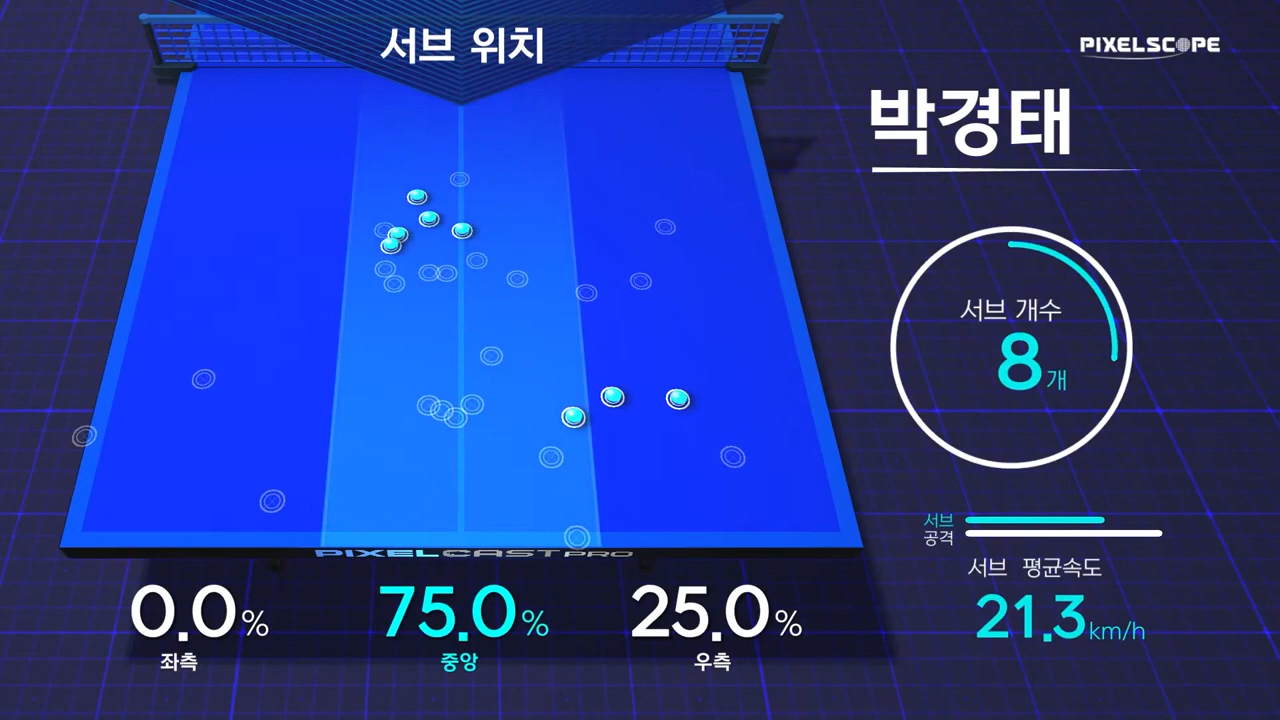 서브 위치
PIXELSCOPE
박경태
서브 개수
8개
서브
공격
서브 평균속도
21.3km/h
PIXELCASTPRO
0.0%
75.0%
25.0%
좌측
중앙
우측